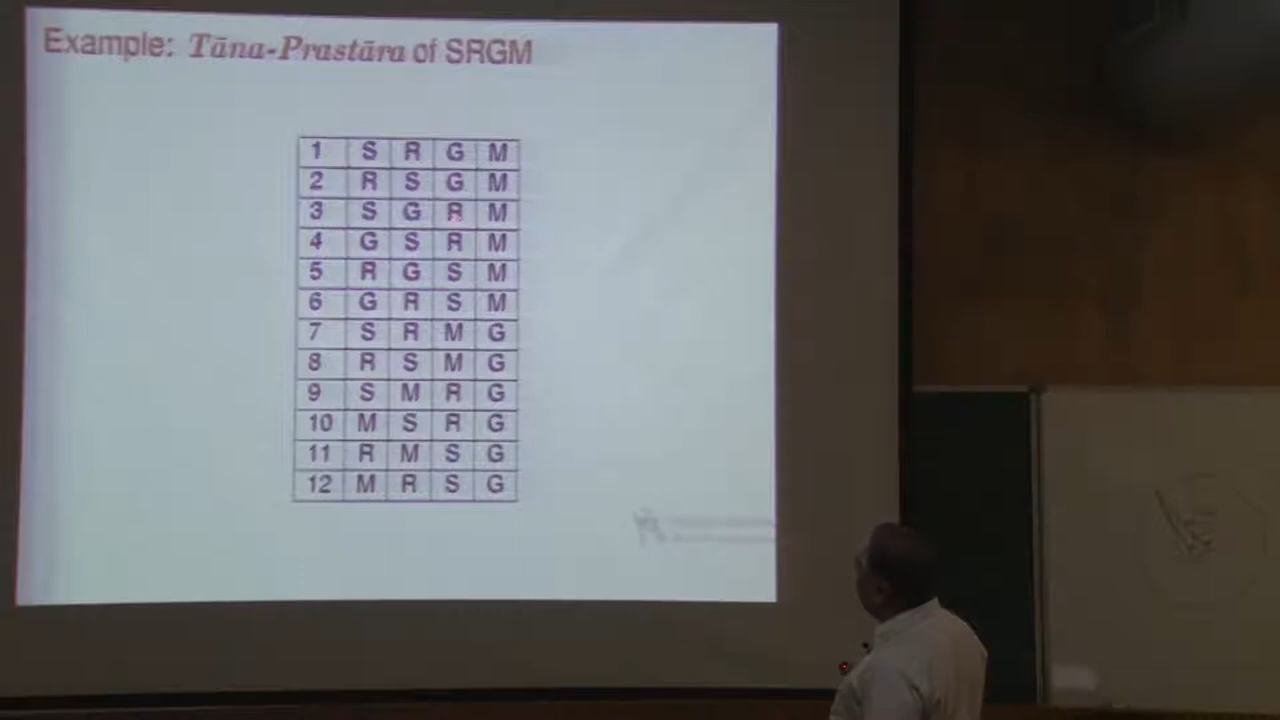 Example: Tāna-Prastāra of SRGM
1 S R G M
2 R S G M
3 S G R M
4 G S R M
5 R G S M
6 G R S M
7 S R M G
8 R S M G
9 S M R G
10 M S R G
11 R M S G
12 M R S G